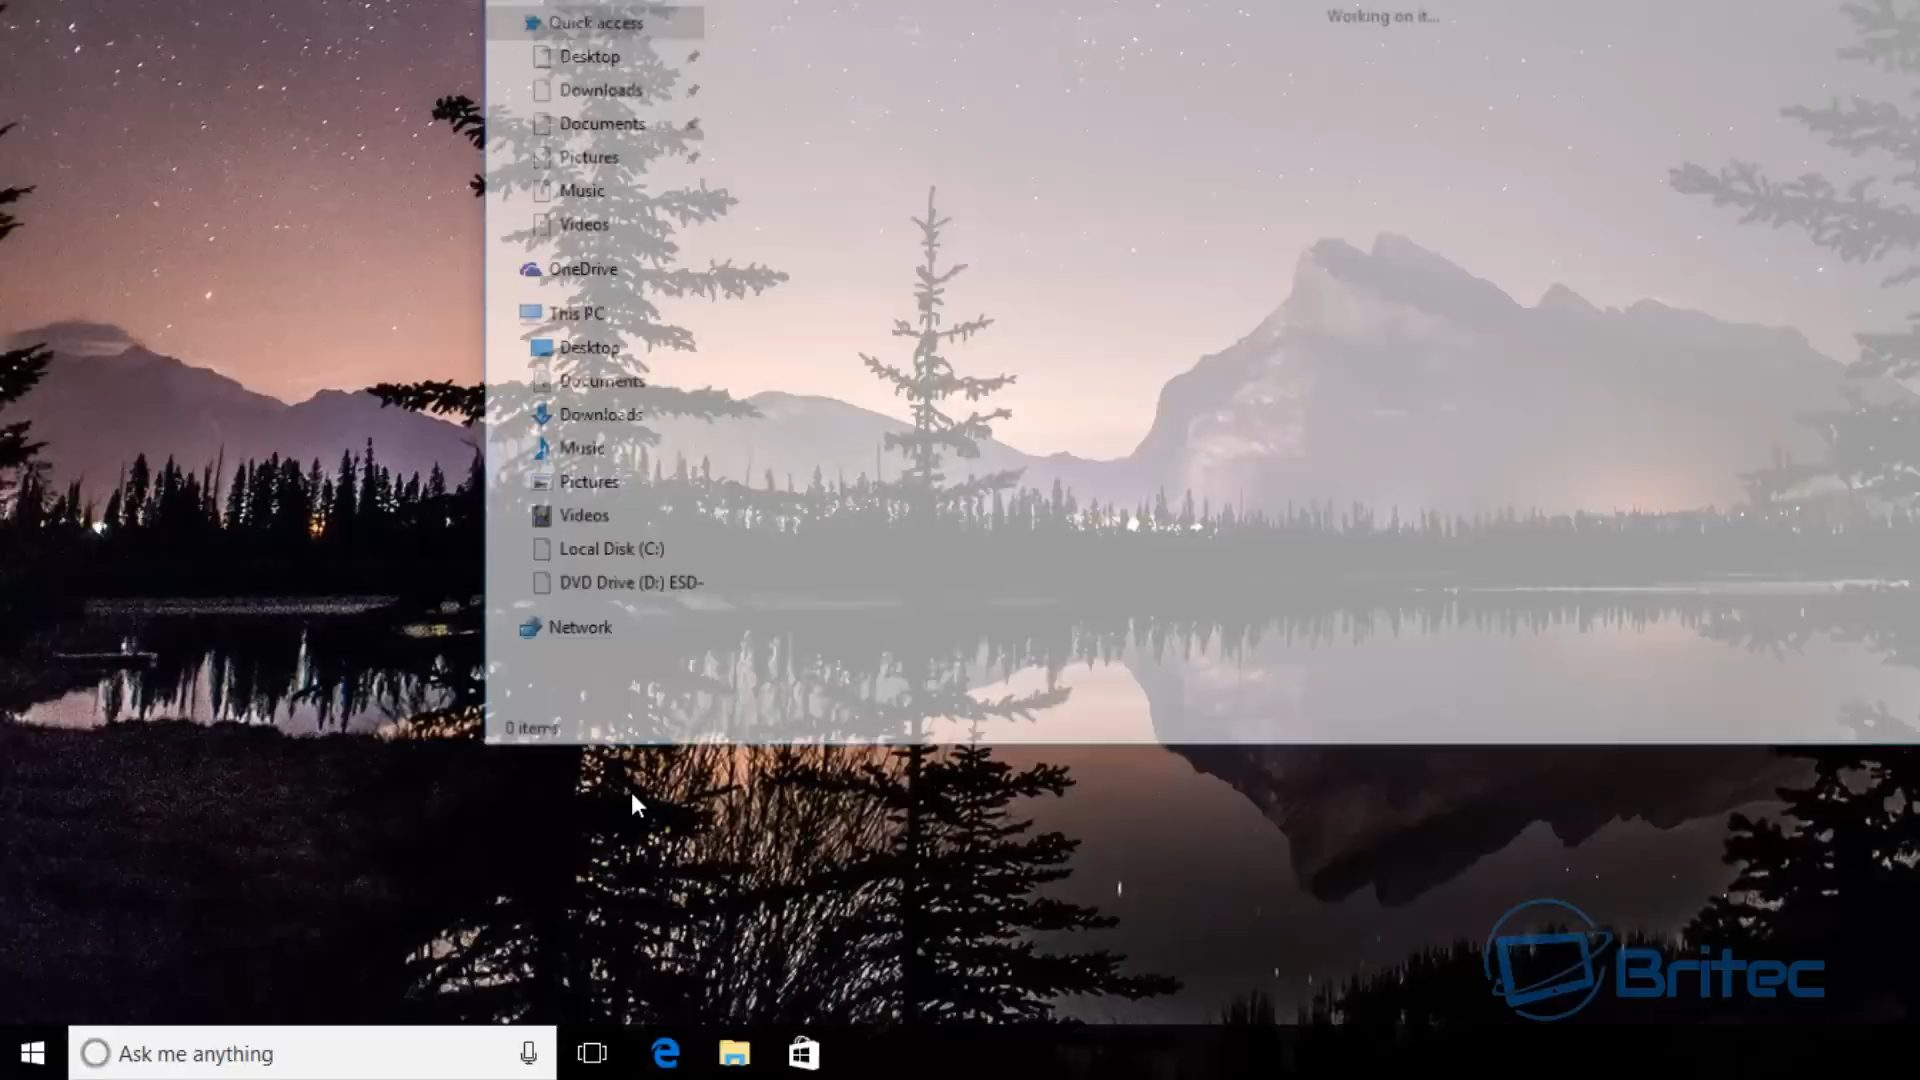 Working on it...
Quick access
Desktop
Downloads
Documents
Pictures
Music
Videos
OneDrive
This PC
Desktop
Documents
Downloads
Music
Pictures
Videos
Local Disk (C:)
DVD Drive (D:) ESD-
Network
0 items
Britec
Ask me anything